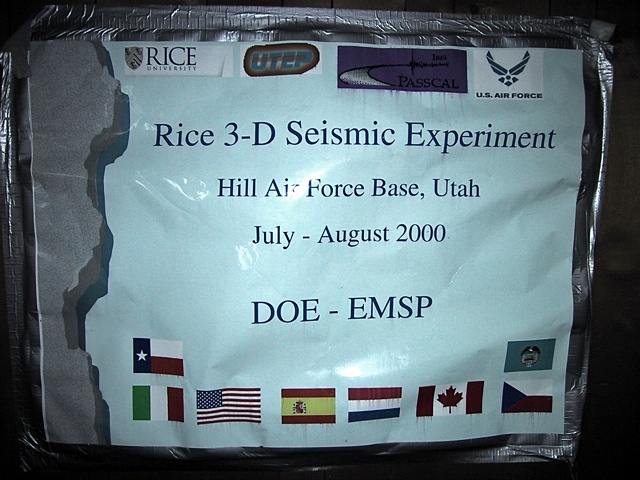 RICE
UNIVERSITY
UTEP
IRIS
PASSCAL
U.S. AIR FORCE
Rice 3-D Seismic Experiment
Hill Air Force Base, Utah
July - August 2000
DOE - EMSP